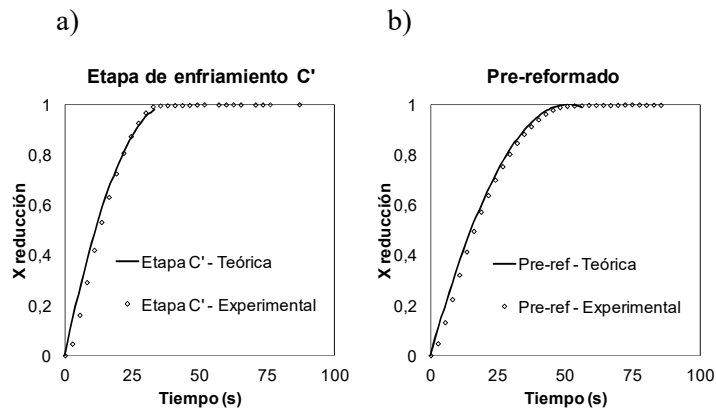 a)
Etapa de enfriamiento C'
X reducción
1
0,8
0,6
0,4
0,2
0
Etapa C' - Teórica
Etapa C' - Experimental
0 25 50 75 100
Tiempo (s)
b)
Pre-reformado
X reducción
1
0,8
0,6
0,4
0,2
0
Pre-ref - Teórica
Pre-ref - Experimental
0 25 50 75 100
Tiempo (s)